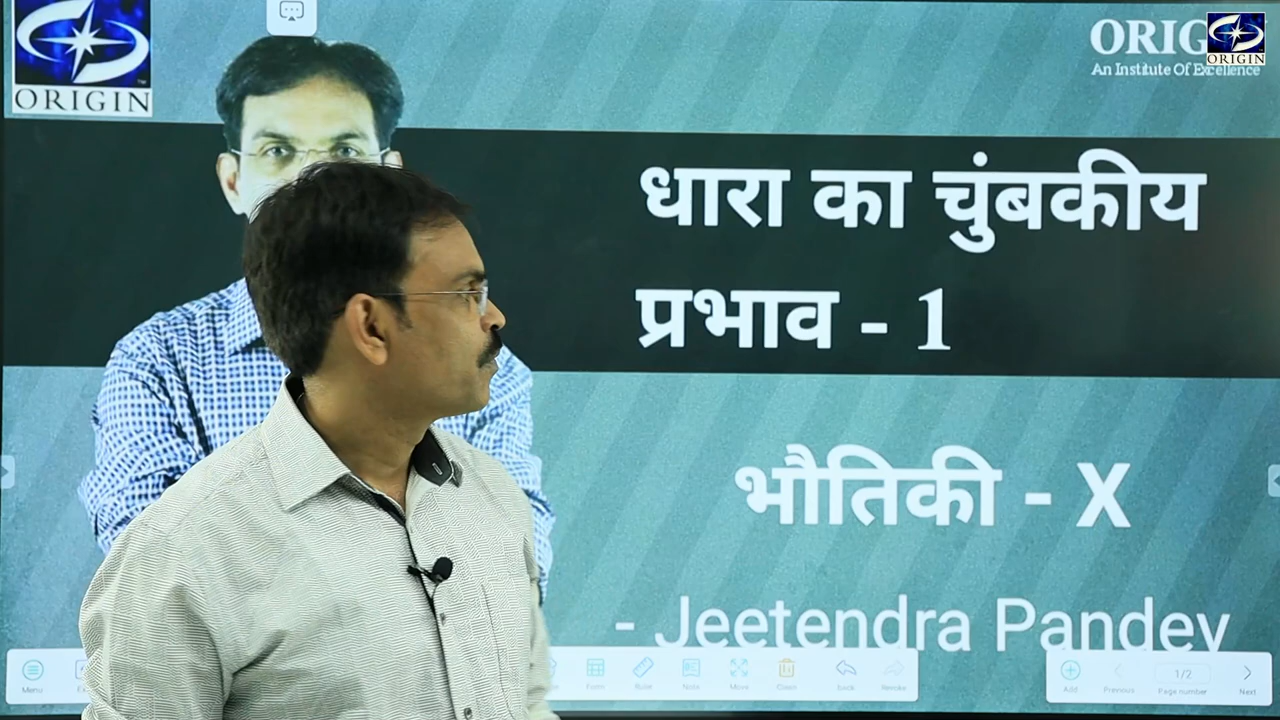 ORIGIN
ORIGIN
An Institute Of Excellence
धारा का चुंबकीय
प्रभाव - 1
भौतिकी - X
- Jeetendra Pandey
Menu
Form
Ruler
Note
Move
Clean
back
Revoke
Add
Previous
1/2
Page number
Next